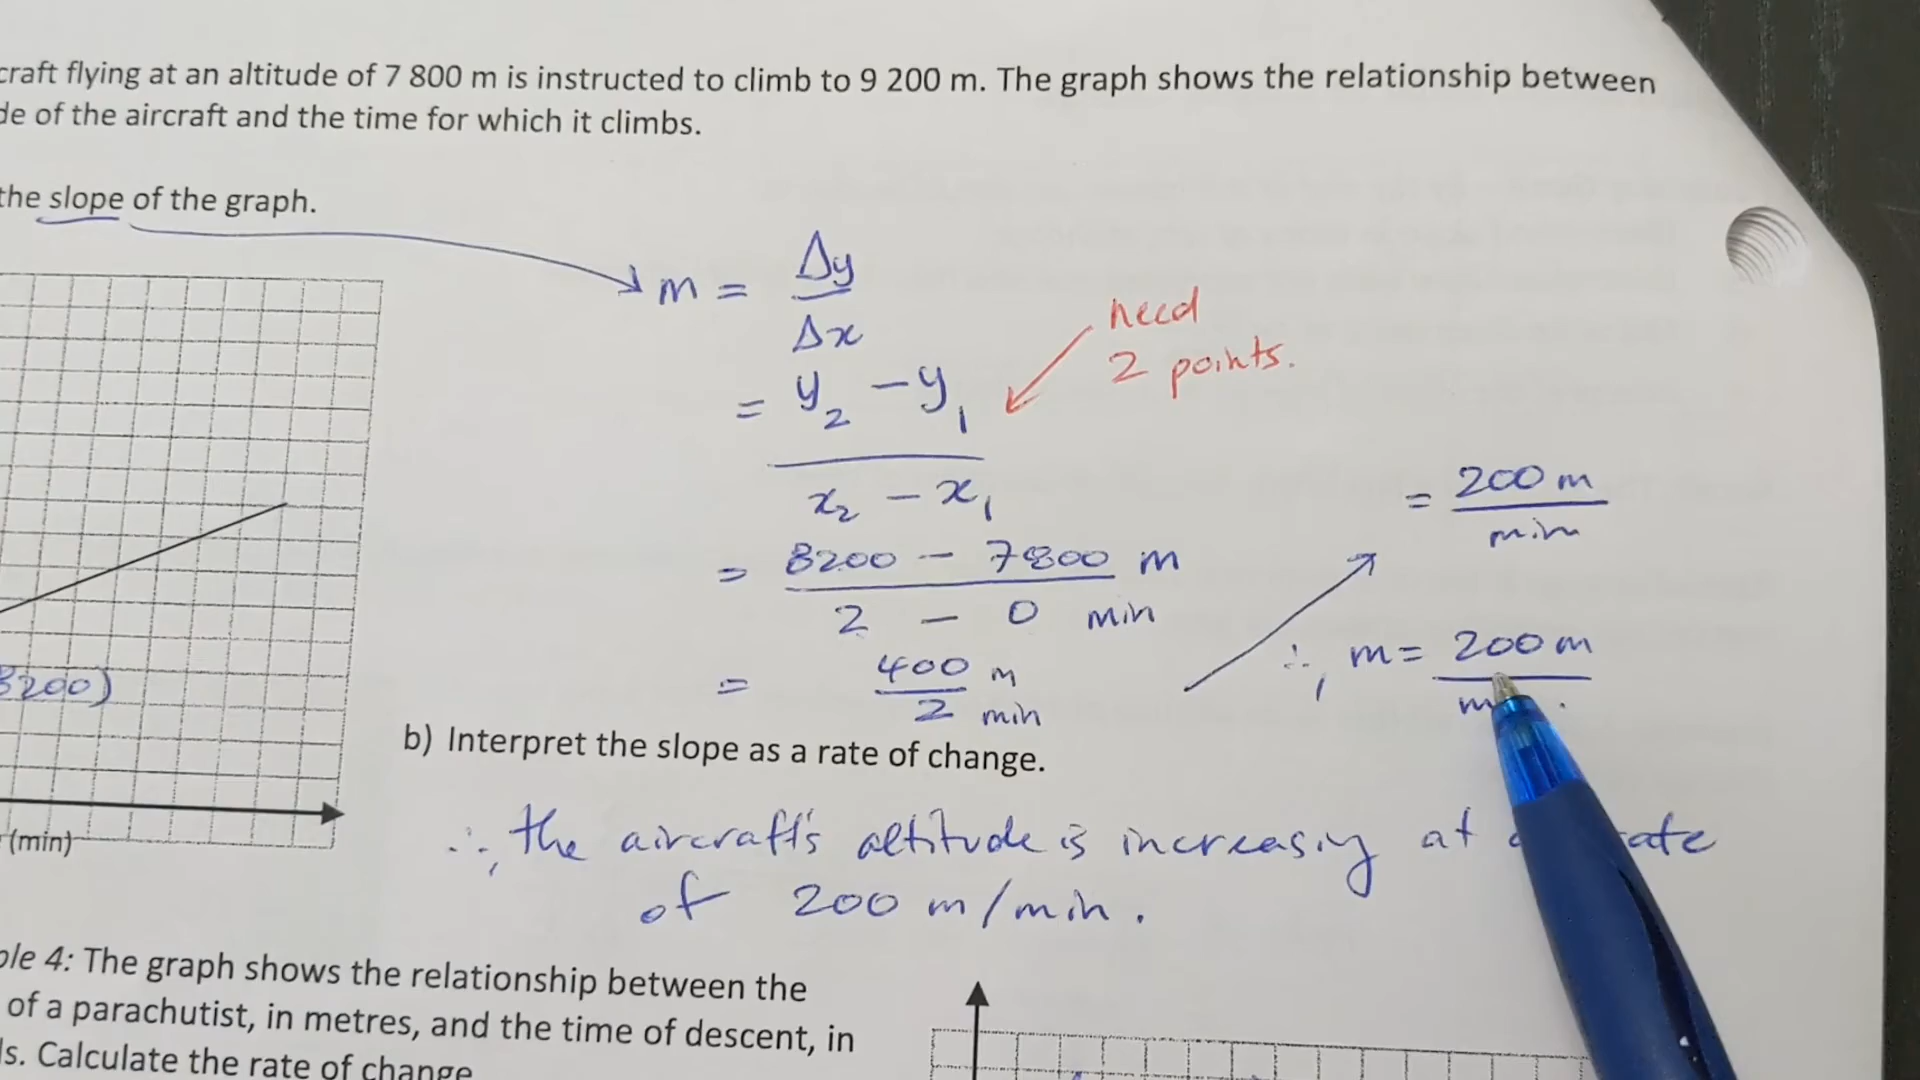 craft flying at an altitude of 7 800 m is instructed to climb to 9 200 m. The graph shows the relationship between
de of the aircraft and the time for which it climbs.
the slope of the graph.
m = Δy / Δx
need
2 points.
= y₂ - y₁ / x₂ - x₁
= 8200 - 7800 m / 2 - 0 min
= 400 m / 2 min
= 200 m / min
∴, m = 200 m
8200)
(min)
b) Interpret the slope as a rate of change.
∴, the aircraft's altitude is increasing at
of 200 m/min.
ple 4: The graph shows the relationship between the
of a parachutist, in metres, and the time of descent, in
ds. Calculate the rate of change